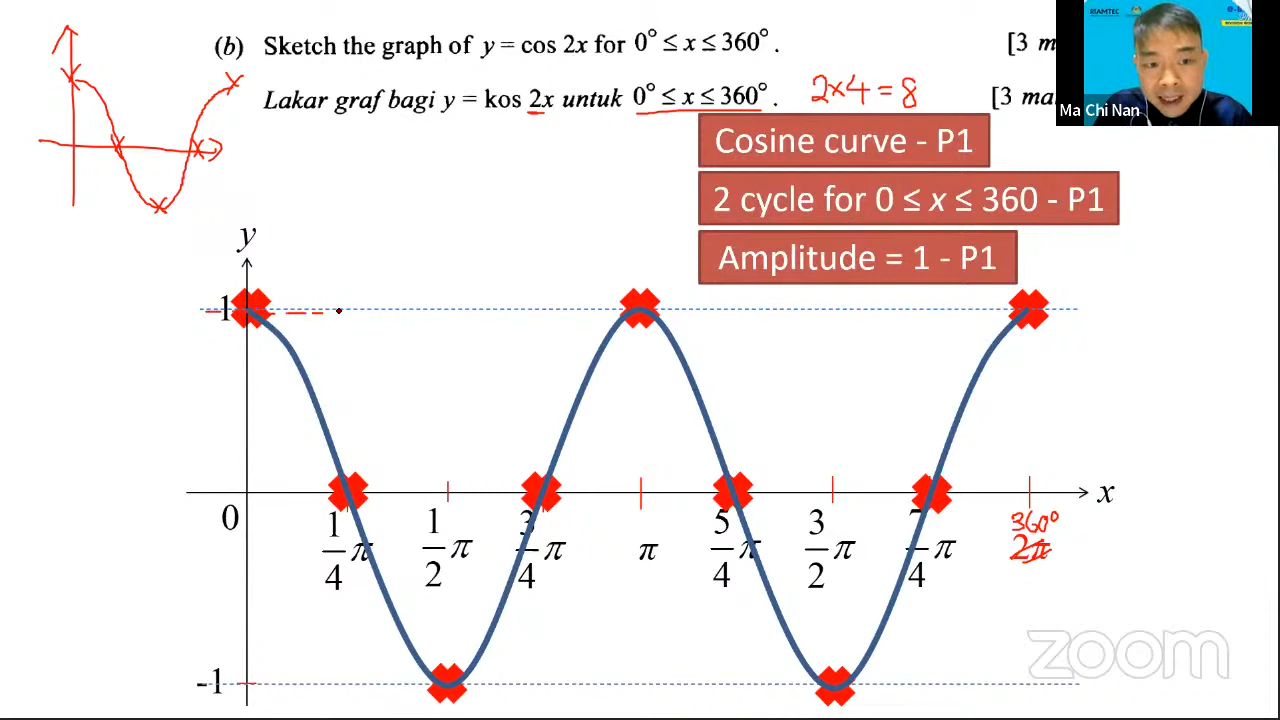 (b) Sketch the graph of y = cos 2x for 0° ≤ x ≤ 360°. [3 m
Lakar graf bagi y = kos 2x untuk 0° ≤ x ≤ 360°. 2×4 = 8 [3 ma
BIAMTEC
Ma Chi Nan
Cosine curve - P1
2 cycle for 0 ≤ x ≤ 360 - P1
Amplitude = 1 - P1
y
1
x
0
1/4 π 1/2 π 3/4 π π 5/4 π 3/2 π 7/4 π 2π
360°
-1
zoom